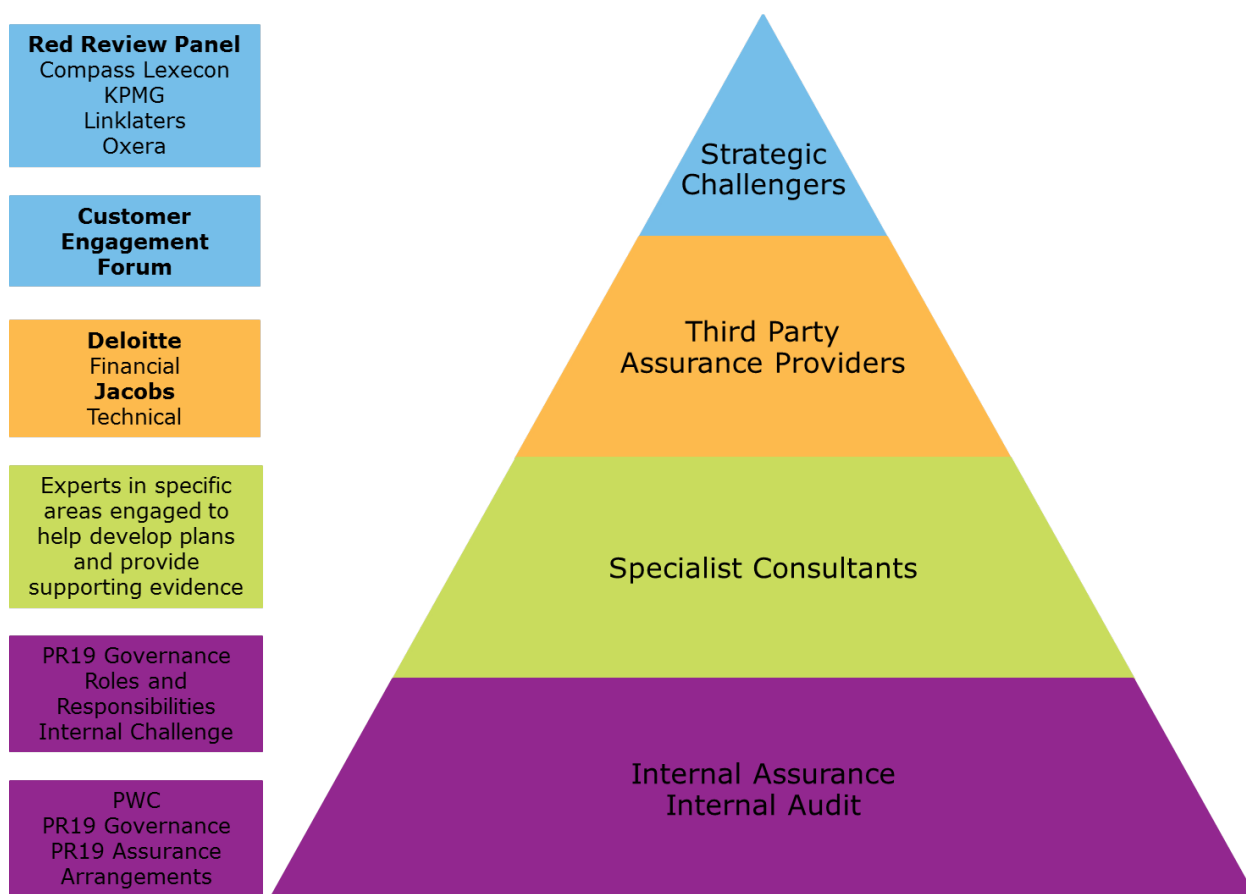 Red Review Panel
Compass Lexecon
KPMG
Linklaters
Oxera
Customer
Engagement
Forum
Deloitte
Financial
Jacobs
Technical
Experts in specific
areas engaged to
help develop plans
and provide
supporting evidence
PR19 Governance
Roles and
Responsibilities
Internal Challenge
PWC
PR19 Governance
PR19 Assurance
Arrangements
Strategic
Challengers
Third Party
Assurance Providers
Specialist Consultants
Internal Assurance
Internal Audit